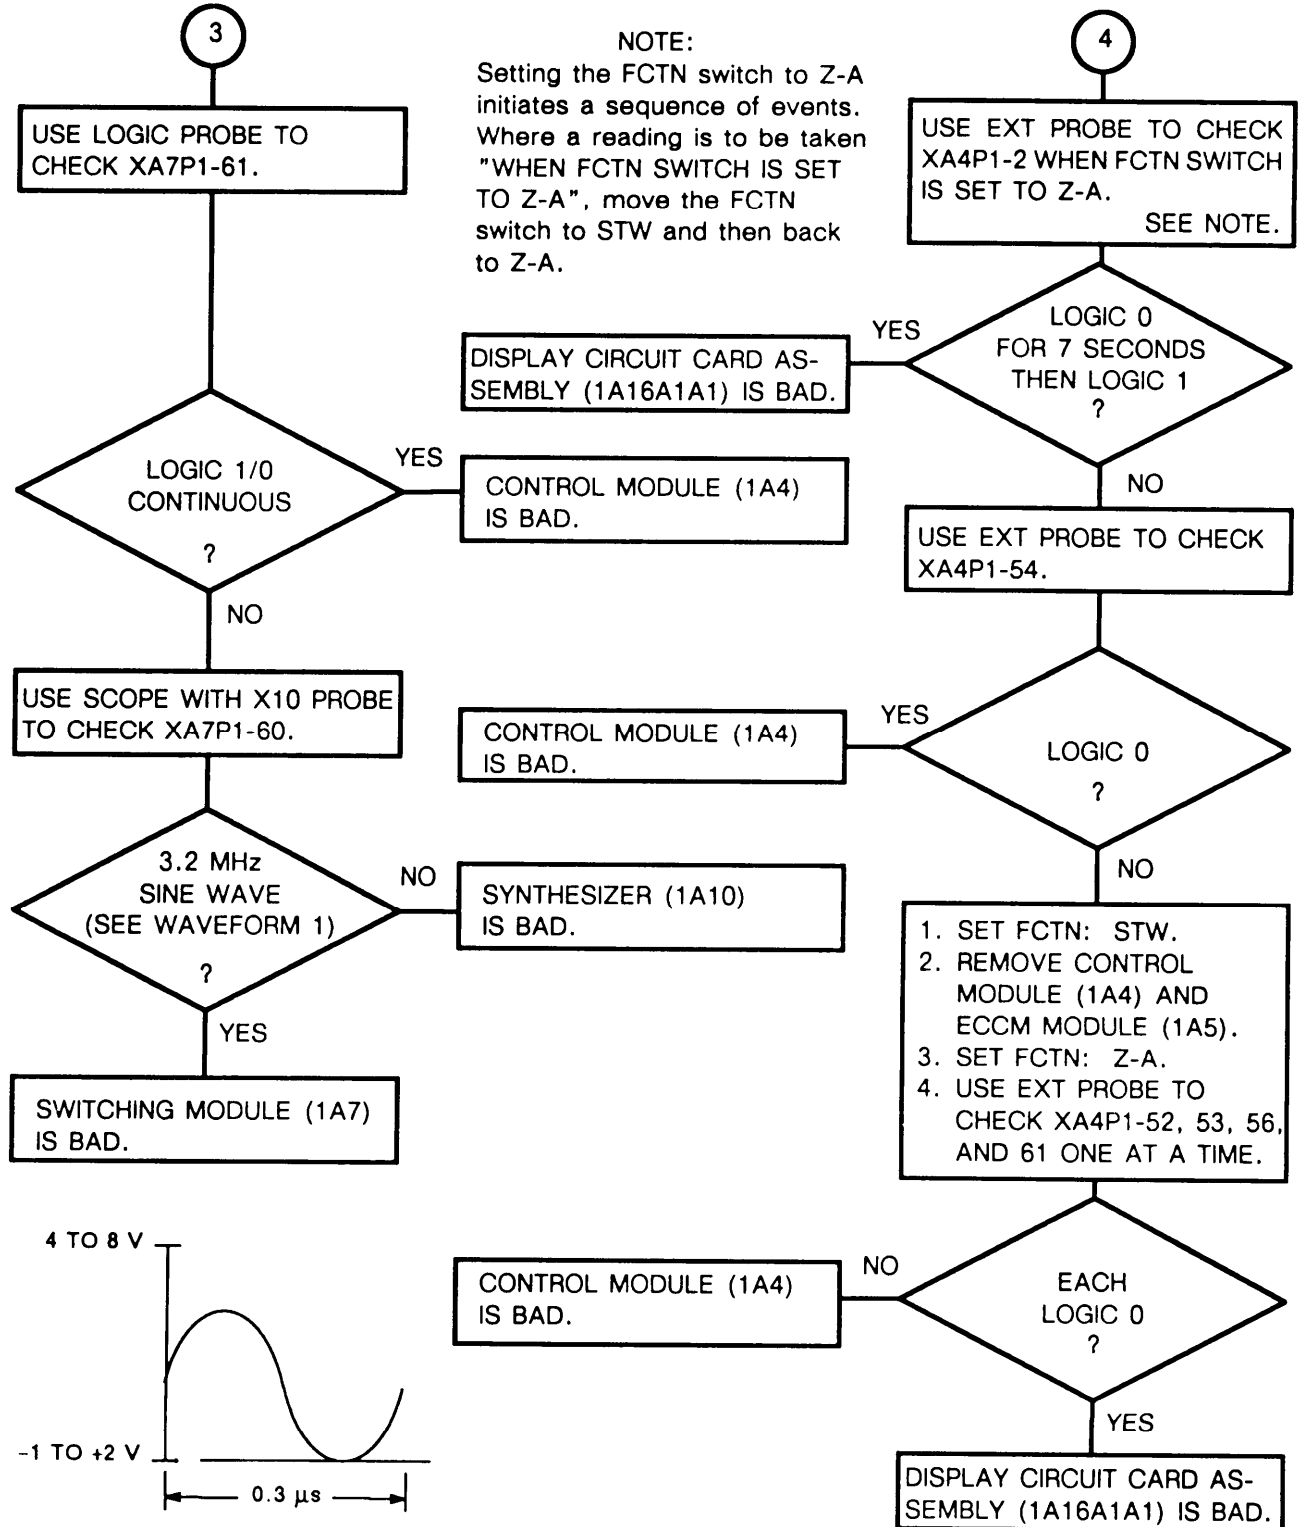 3
USE LOGIC PROBE TO
CHECK XA7P1-61.
LOGIC 1/0
CONTINUOUS
?
YES
CONTROL MODULE (1A4)
IS BAD.
NO
USE SCOPE WITH X10 PROBE
TO CHECK XA7P1-60.
3.2 MHz
SINE WAVE
(SEE WAVEFORM 1)
?
NO
SYNTHESIZER (1A10)
IS BAD.
YES
SWITCHING MODULE (1A7)
IS BAD.
4 TO 8 V
-1 TO +2 V
0.3 µs
NOTE:
Setting the FCTN switch to Z-A
initiates a sequence of events.
Where a reading is to be taken
"WHEN FCTN SWITCH IS SET
TO Z-A", move the FCTN
switch to STW and then back
to Z-A.
4
USE EXT PROBE TO CHECK
XA4P1-2 WHEN FCTN SWITCH
IS SET TO Z-A.
SEE NOTE.
LOGIC 0
FOR 7 SECONDS
THEN LOGIC 1
?
YES
DISPLAY CIRCUIT CARD AS-
SEMBLY (1A16A1A1) IS BAD.
NO
USE EXT PROBE TO CHECK
XA4P1-54.
LOGIC 0
?
YES
CONTROL MODULE (1A4)
IS BAD.
NO
1. SET FCTN: STW.
2. REMOVE CONTROL
MODULE (1A4) AND
ECCM MODULE (1A5).
3. SET FCTN: Z-A.
4. USE EXT PROBE TO
CHECK XA4P1-52, 53, 56,
AND 61 ONE AT A TIME.
EACH
LOGIC 0
?
NO
CONTROL MODULE (1A4)
IS BAD.
YES
DISPLAY CIRCUIT CARD AS-
SEMBLY (1A16A1A1) IS BAD.